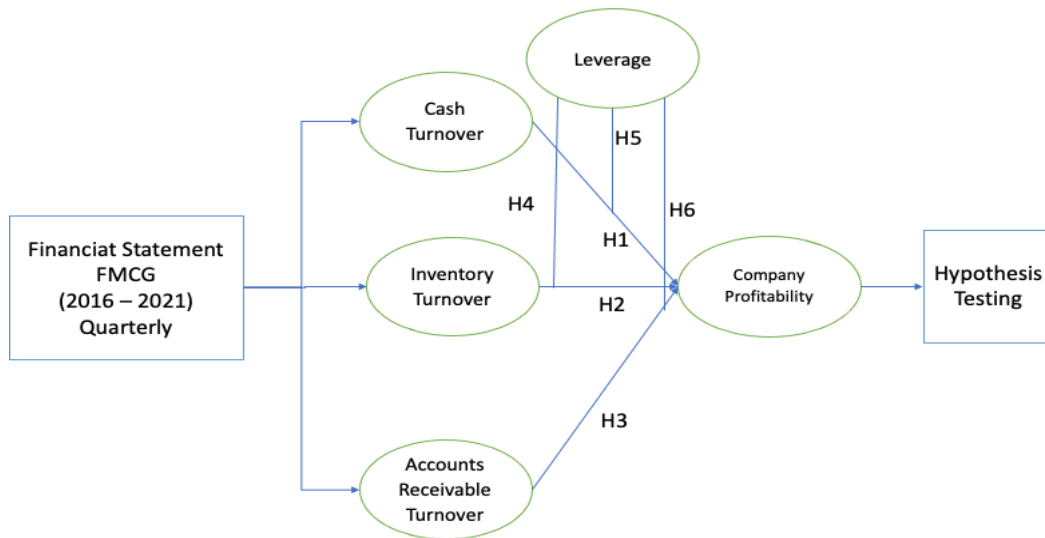 Leverage
Cash
Turnover
H5
H4
H6
H1
Financiat Statement
FMCG
(2016 – 2021)
Quarterly
Inventory
Turnover
H2
Company
Profitability
Hypothesis
Testing
H3
Accounts
Receivable
Turnover